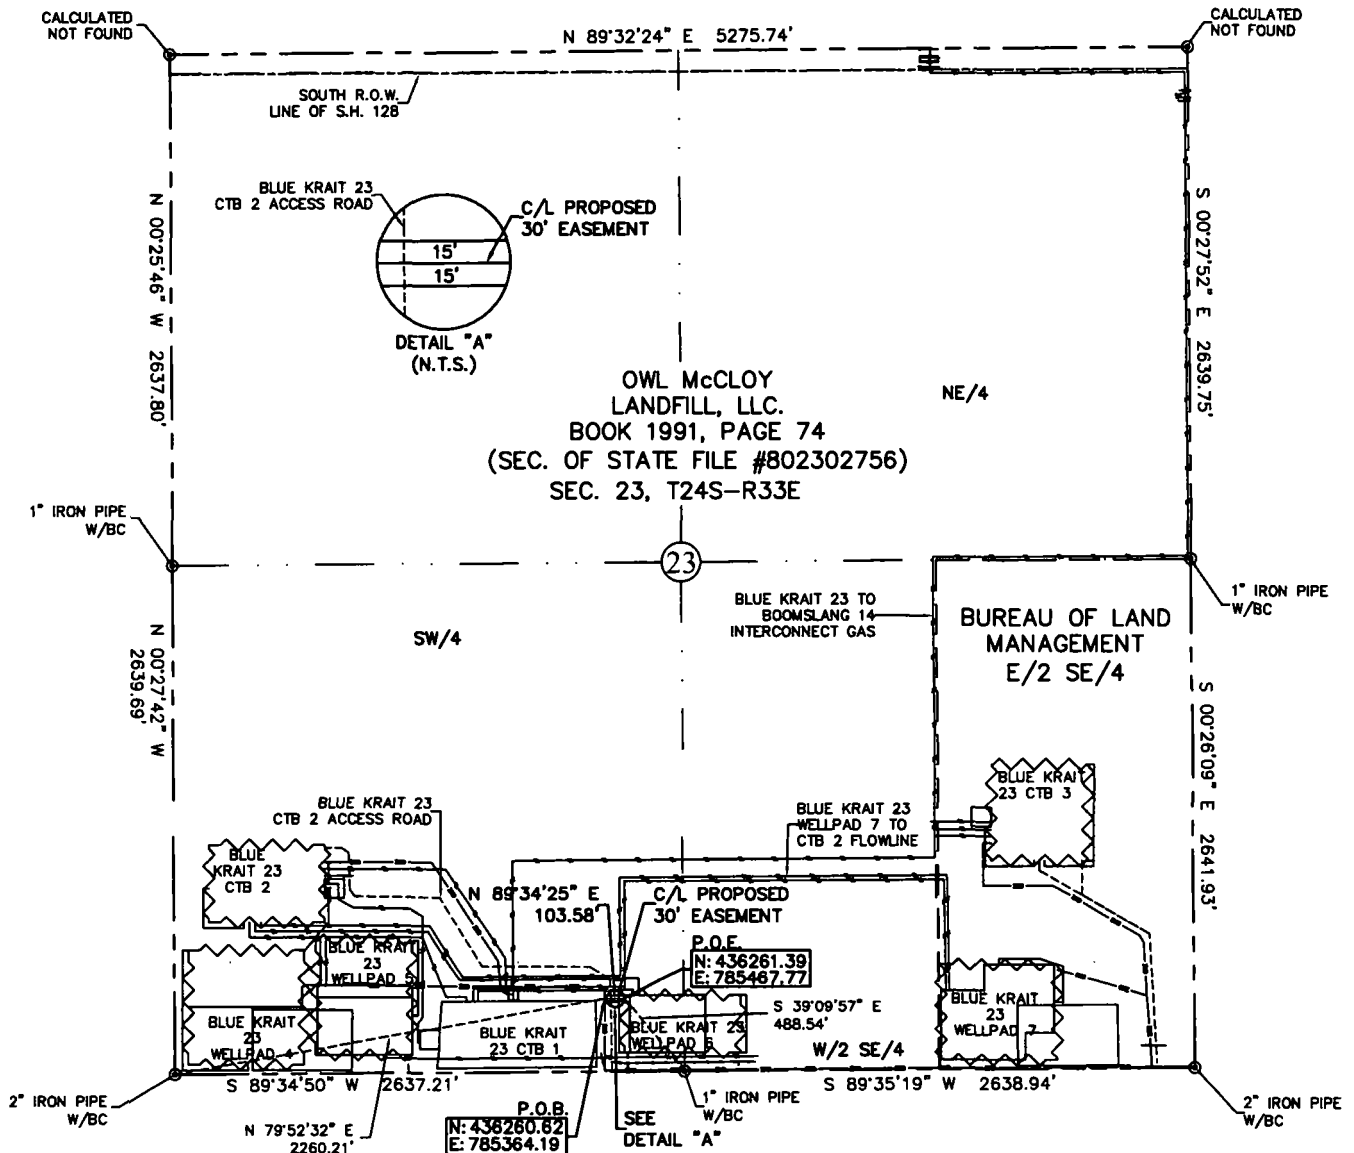 CALCULATED
NOT FOUND
N 89°32'24" E 5275.74'
CALCULATED
NOT FOUND
SOUTH R.O.W.
LINE OF S.H. 128
BLUE KRAIT 23
CTB 2 ACCESS ROAD
C/L PROPOSED
30' EASEMENT
15'
15'
DETAIL "A"
(N.T.S.)
N 00°25'46" W 2637.80'
S 00°27'52" E 2639.75'
OWL McCLOY
LANDFILL, LLC.
BOOK 1991, PAGE 74
(SEC. OF STATE FILE #802302756)
SEC. 23, T24S-R33E
NE/4
1" IRON PIPE
W/BC
23
1" IRON PIPE
W/BC
BLUE KRAIT 23 TO
BOOMSLANG 14
INTERCONNECT GAS
BUREAU OF LAND
MANAGEMENT
E/2 SE/4
SW/4
N 00°27'42" W
2639.69'
S 00°26'09" E 2641.93'
BLUE KRAIT
23 CTB 3
BLUE KRAIT 23
CTB 2 ACCESS ROAD
BLUE KRAIT 23
WELLPAD 7 TO
CTB 2 FLOWLINE
BLUE
KRAIT 23
CTB 2
N 89°34'25" E
103.58'
C/L PROPOSED
30' EASEMENT
P.O.E.
N: 436261.39
E: 785467.77
BLUE KRAIT
23
WELLPAD 5
S 39°09'57" E
488.54'
BLUE KRAIT
23
WELLPAD 4
BLUE KRAIT
23 CTB 1
BLUE KRAIT 23
WELLPAD 6
BLUE KRAIT
23
WELLPAD 7
W/2 SE/4
S 89°34'50" W 2637.21'
S 89°35'19" W 2638.94'
2" IRON PIPE
W/BC
N 79°52'32" E
2260.21'
P.O.B.
N: 436260.62
E: 785364.19
SEE
DETAIL "A"
1" IRON PIPE
W/BC
2" IRON PIPE
W/BC